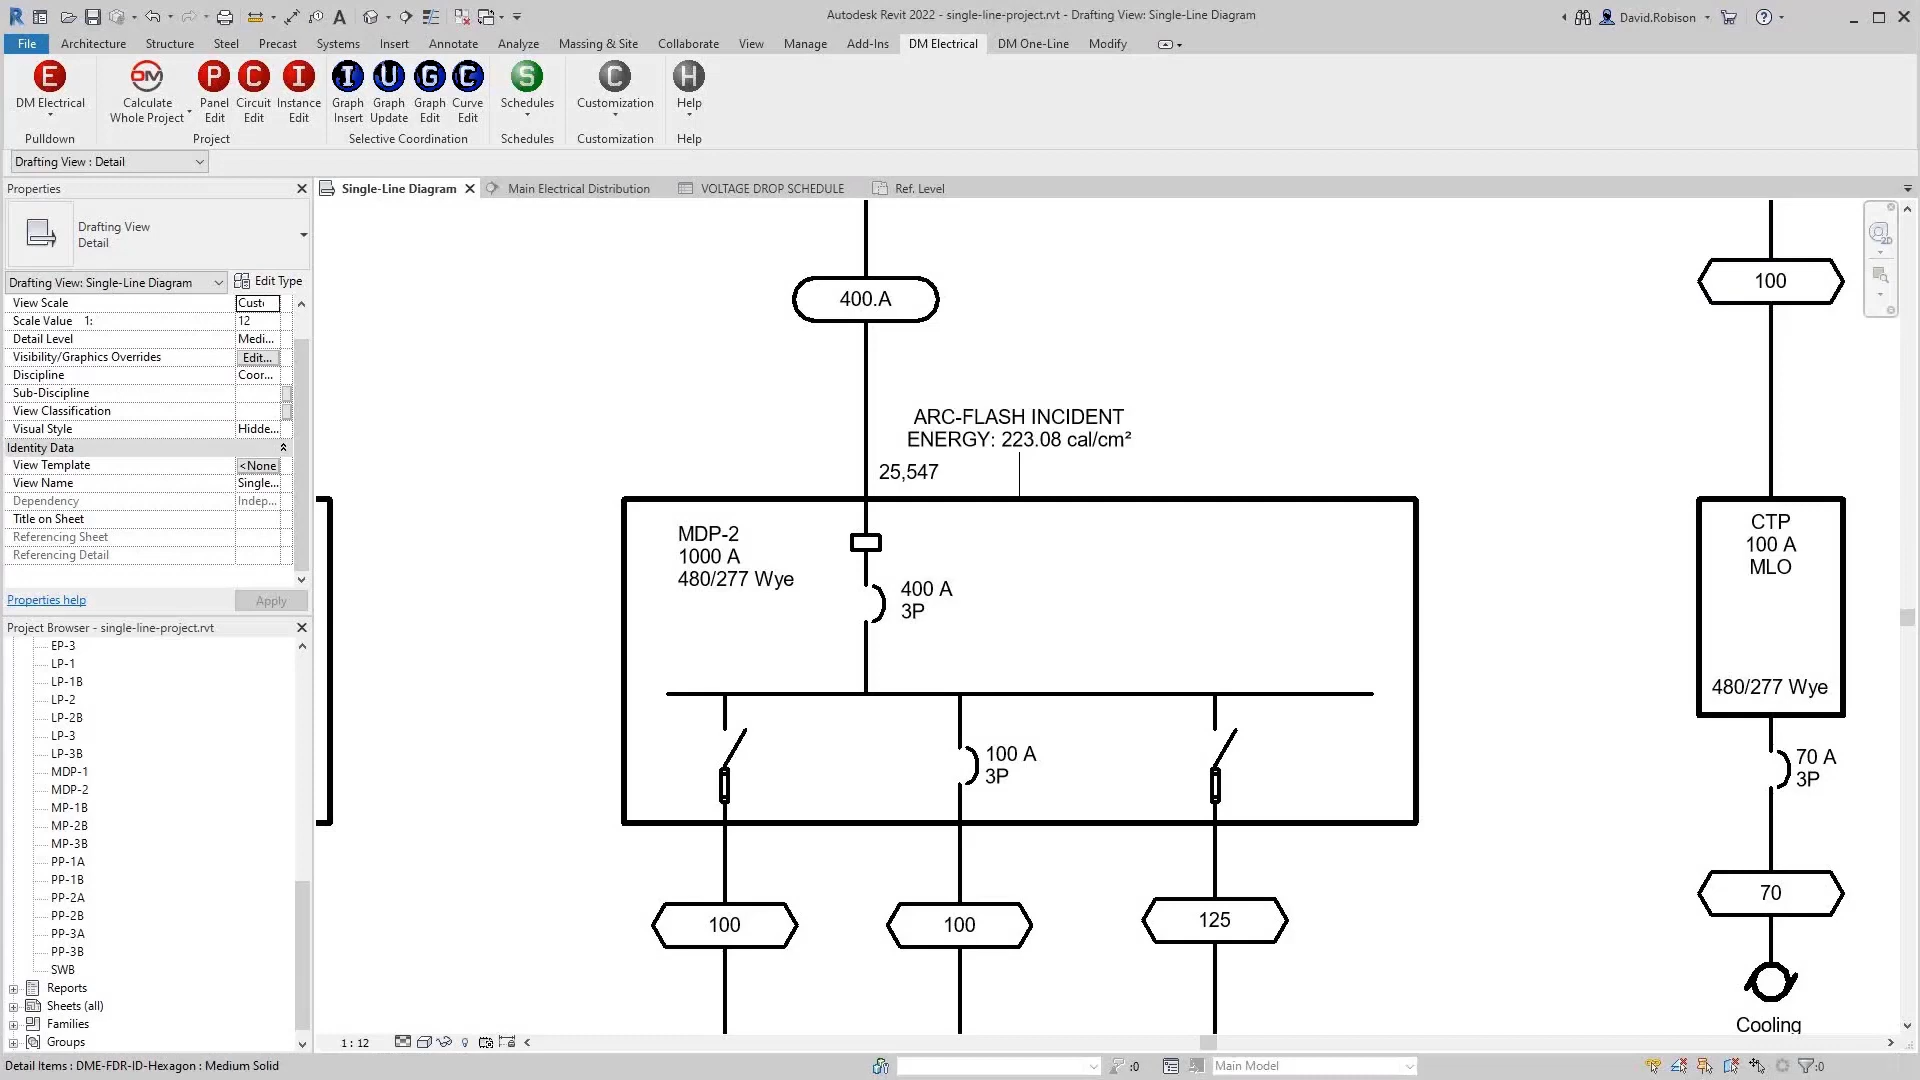 Autodesk Revit 2022 - single-line-project.rvt - Drafting View: Single-Line Diagram
David.Robison
File Architecture Structure Steel Precast Systems Insert Annotate Analyze Massing & Site Collaborate View Manage Add-Ins DM Electrical DM One-Line Modify
E DM P C I I U G C S C H
DM Electrical Calculate Panel Circuit Instance Graph Graph Graph Curve Schedules Customization Help
Whole Project Edit Edit Edit Insert Update Edit Edit
Pulldown Project Selective Coordination Schedules Customization Help
Drafting View : Detail
Properties
Single-Line Diagram Main Electrical Distribution VOLTAGE DROP SCHEDULE Ref. Level
Drafting View
Detail
Drafting View: Single-Line Diagram Edit Type
View Scale Cust
Scale Value 1: 12
Detail Level Medi...
Visibility/Graphics Overrides Edit...
Discipline Coor...
Sub-Discipline
View Classification
Visual Style Hidde...
Identity Data
View Template <None
View Name Single...
Dependency Indep...
Title on Sheet
Referencing Sheet
Referencing Detail
Properties help Apply
Project Browser - single-line-project.rvt
EP-3
LP-1
LP-1B
LP-2
LP-2B
LP-3
LP-3B
MDP-1
MDP-2
MP-1B
MP-2B
MP-3B
PP-1A
PP-1B
PP-2A
PP-2B
PP-3A
PP-3B
SWB
Reports
Sheets (all)
Families
Groups
400.A
ARC-FLASH INCIDENT
ENERGY: 223.08 cal/cm²
25,547
MDP-2
1000 A
480/277 Wye
400 A
3P
100 A
3P
100
100
125
100
CTP
100 A
MLO
480/277 Wye
70 A
3P
70
Cooling
2D
1 : 12
Detail Items : DME-FDR-ID-Hexagon : Medium Solid
:0
Main Model
:0